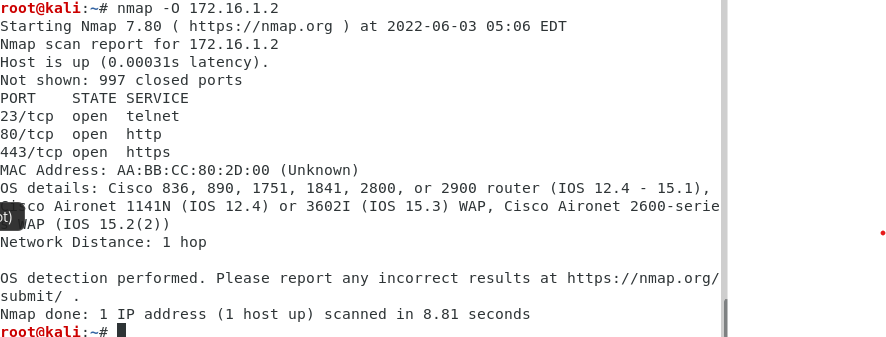 root@kali:~# nmap -O 172.16.1.2
Starting Nmap 7.80 ( https://nmap.org ) at 2022-06-03 05:06 EDT
Nmap scan report for 172.16.1.2
Host is up (0.00031s latency).
Not shown: 997 closed ports
PORT    STATE SERVICE
23/tcp  open  telnet
80/tcp  open  http
443/tcp open  https
MAC Address: AA:BB:CC:80:2D:00 (Unknown)
OS details: Cisco 836, 890, 1751, 1841, 2800, or 2900 router (IOS 12.4 - 15.1),
Cisco Aironet 1141N (IOS 12.4) or 3602I (IOS 15.3) WAP, Cisco Aironet 2600-serie
ot)
s WAP (IOS 15.2(2))
Network Distance: 1 hop
OS detection performed. Please report any incorrect results at https://nmap.org/
submit/ .
Nmap done: 1 IP address (1 host up) scanned in 8.81 seconds
root@kali:~#